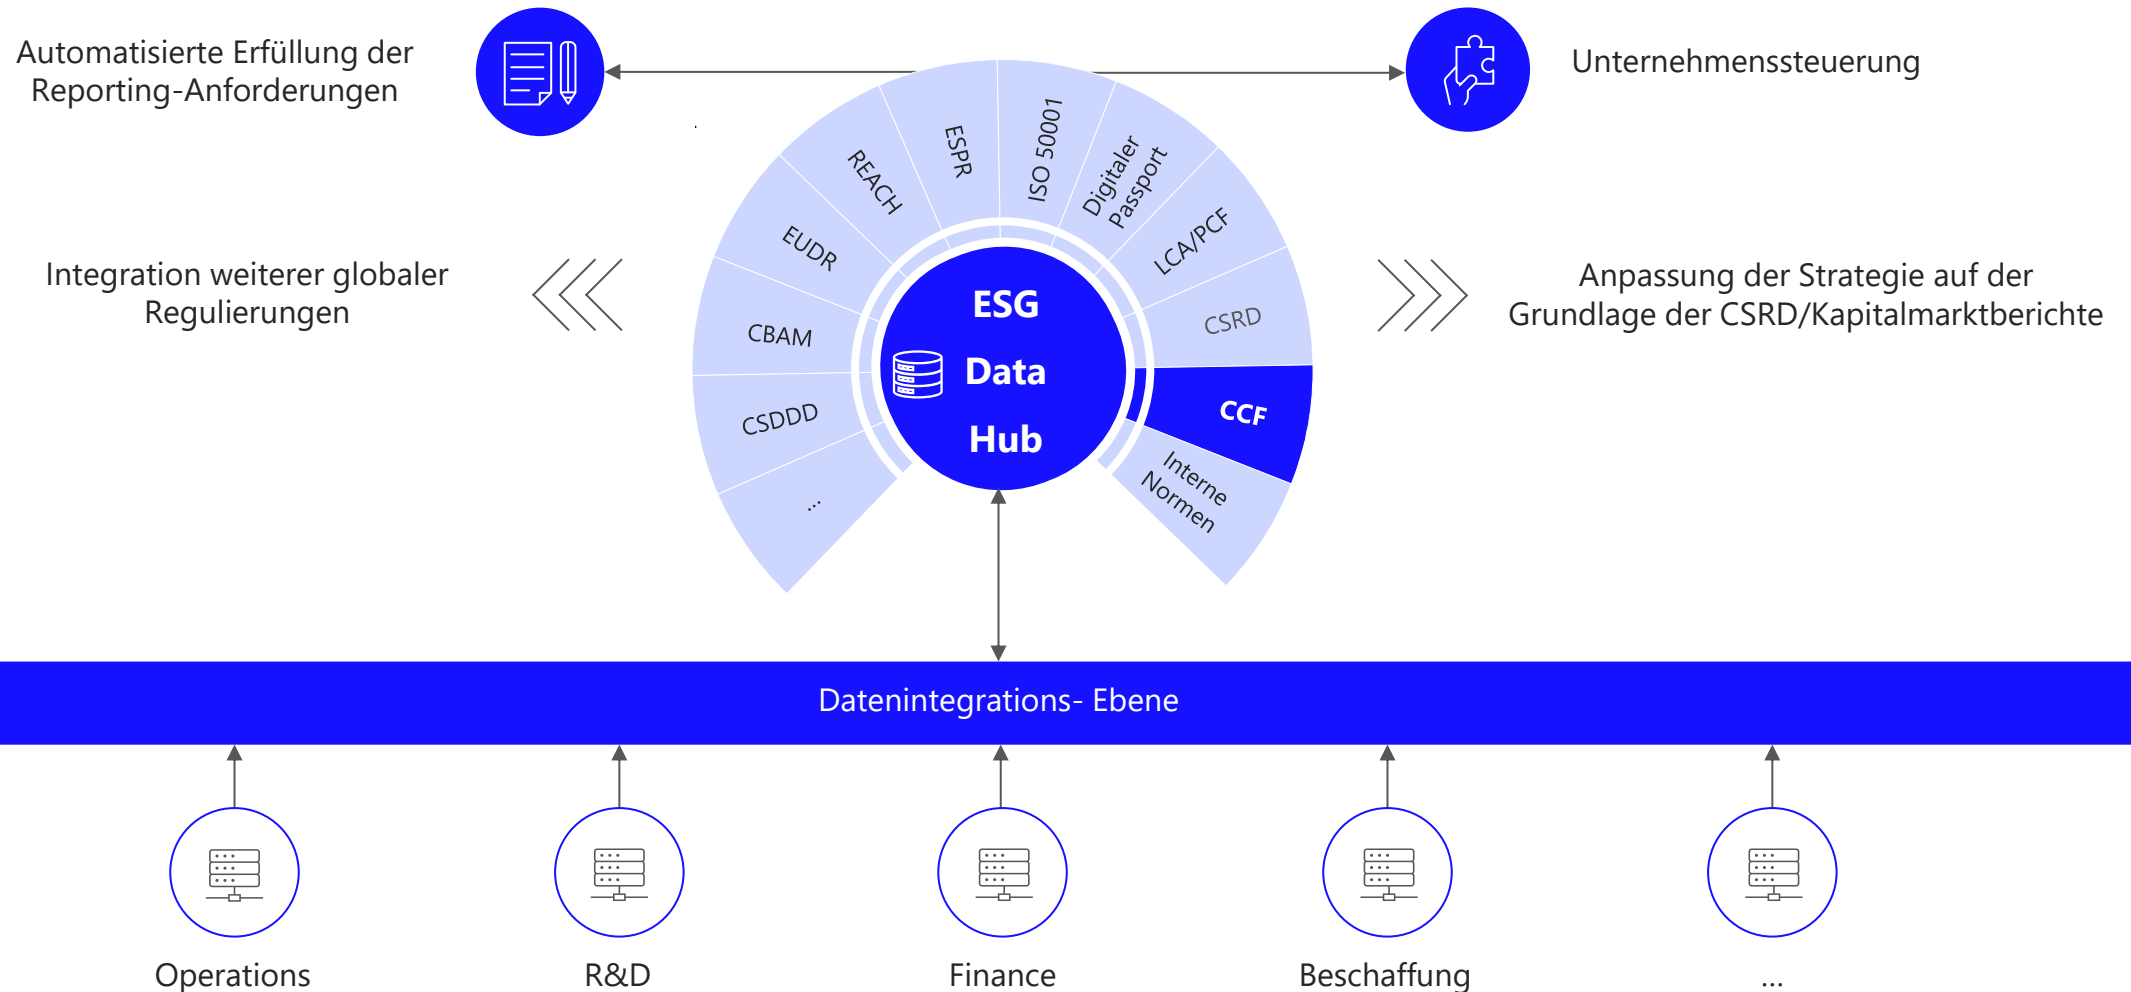 Automatisierte Erfüllung der
Reporting-Anforderungen
Unternehmenssteuerung
Integration weiterer globaler
Regulierungen
Anpassung der Strategie auf der
Grundlage der CSRD/Kapitalmarktberichte
...
CSDDD
CBAM
EUDR
REACH
ESPR
ISO 50001
Digitaler
Passport
LCA/PCF
CSRD
CCF
Interne
Normen
ESG
Data
Hub
Datenintegrations- Ebene
Operations
R&D
Finance
Beschaffung
...